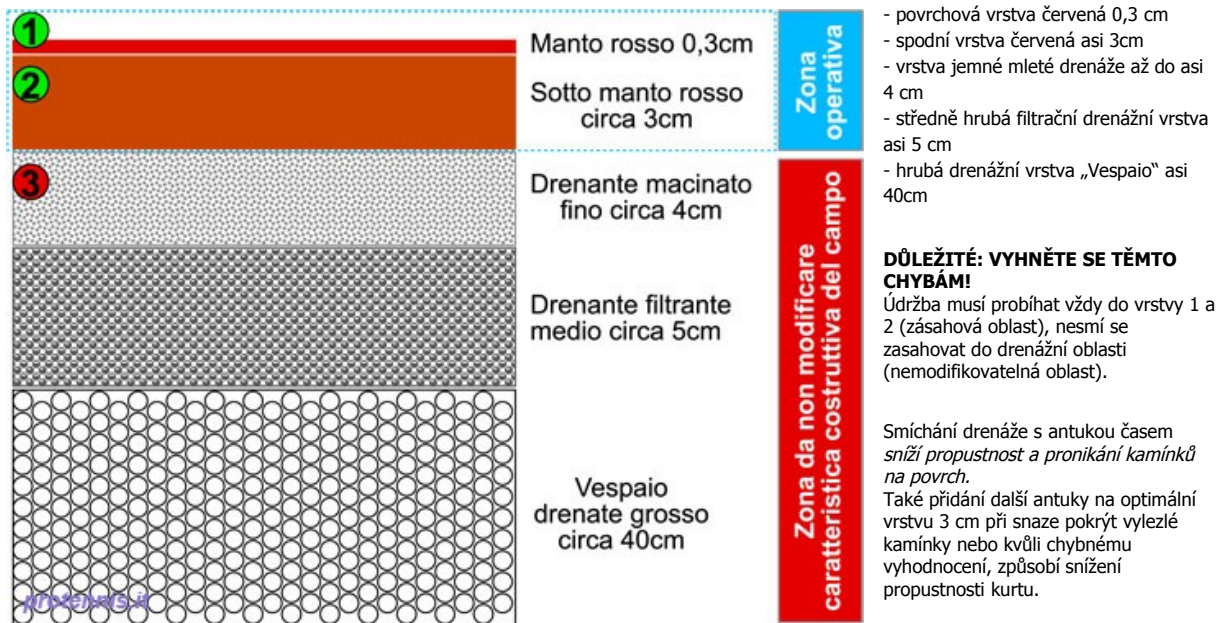 1
Manto rosso 0,3cm
2
Sotto manto rosso
circa 3cm
Zona
operativa
3
Drenante macinato
fino circa 4cm
Drenante filtrante
medio circa 5cm
Vespaio
drenate grosso
circa 40cm
Zona da non modificare
caratteristica costruttiva del campo
protennis.it
- povrchová vrstva červená 0,3 cm
- spodní vrstva červená asi 3cm
- vrstva jemné mleté drenáže až do asi
4 cm
- středně hrubá filtrační drenážní vrstva
asi 5 cm
- hrubá drenážní vrstva „Vespaio“ asi
40cm
DŮLEŽITÉ: VYHNĚTE SE TĚMTO
CHYBÁM!
Údržba musí probíhat vždy do vrstvy 1 a
2 (zásahová oblast), nesmí se
zasahovat do drenážní oblasti
(nemodifikovatelná oblast).
Smíchání drenáže s antukou časem
sníží propustnost a pronikání kamínků
na povrch.
Také přidání další antuky na optimální
vrstvu 3 cm při snaze pokrýt vylezlé
kamínky nebo kvůli chybnému
vyhodnocení, způsobí snížení
propustnosti kurtu.